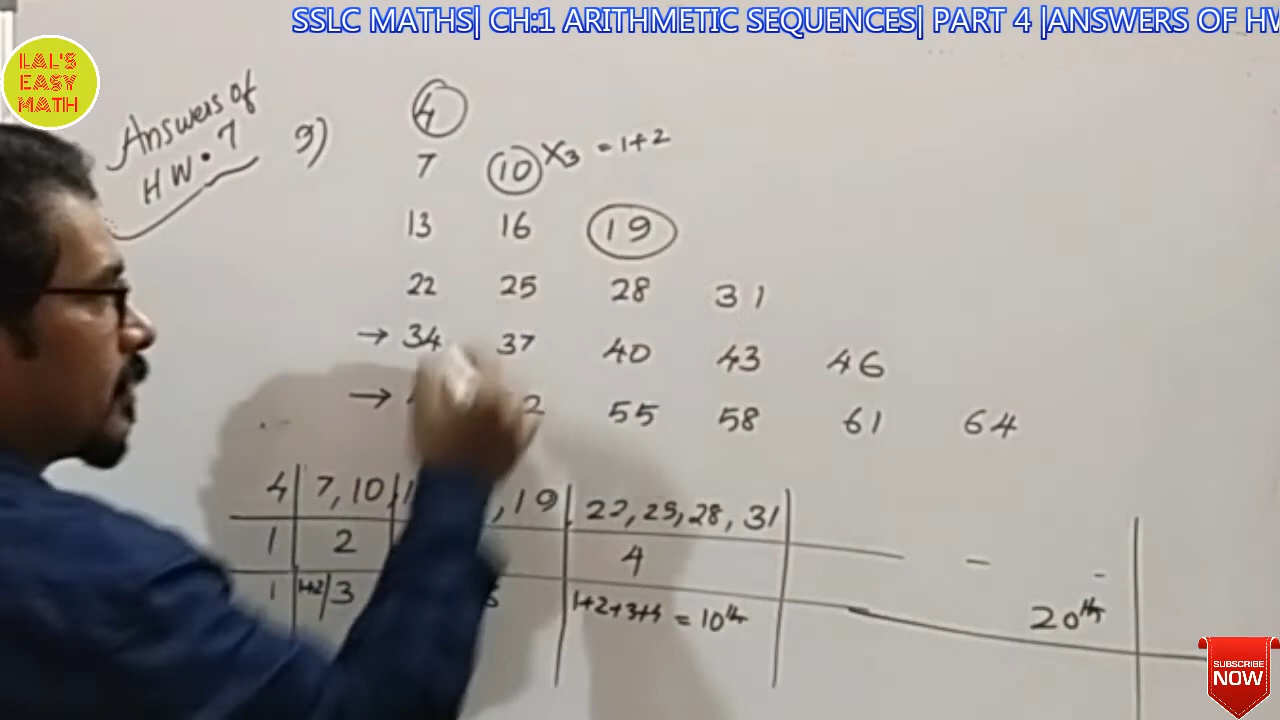 SSLC MATHS| CH:1 ARITHMETIC SEQUENCES| PART 4 |ANSWERS OF HW
LAL'S
EASY
MATH
Answers of
HW•7
9)
4
7 10 X3 = 1+2
13 16 19
22 25 28 31
→ 34 37 40 43 46
→ 2 55 58 61 64
4 7, 10 1 , 19 22, 25, 28, 31
1 2 4 - -
1 1+2/3 1+2+3+4 = 10th 20th
SUBSCRIBE
NOW